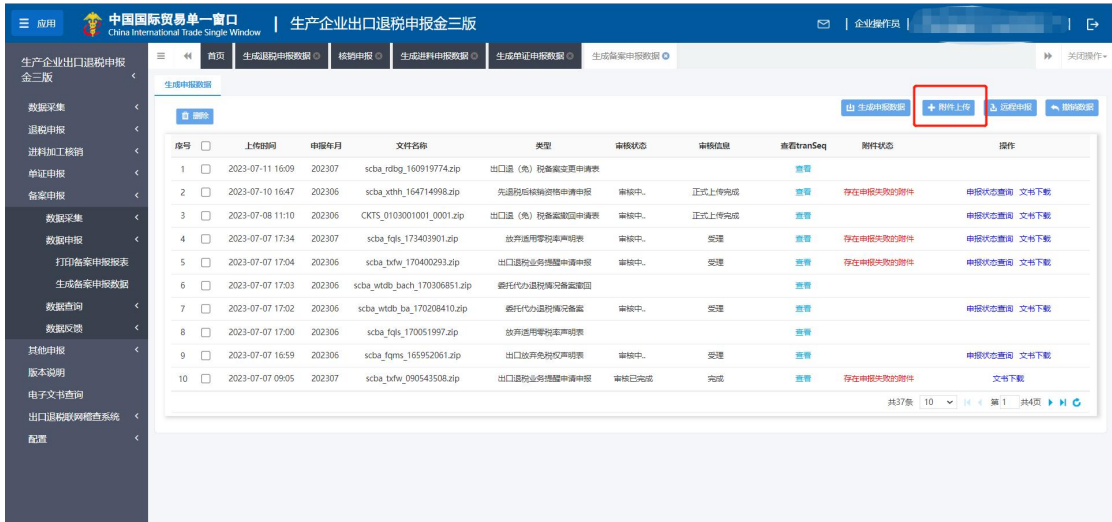 应用
中国国际贸易单一窗口
China International Trade Single Window
生产企业出口退税申报金三版
企业操作员
生产企业出口退税申报金三版
首页 生成退税申报数据 核销申报 生成进料申报数据 生成单证申报数据 生成备案申报数据 关闭操作
生成申报数据
数据采集
退税申报
进料加工核销
单证申报
备案申报
数据采集
数据申报
打印备案申报报表
生成备案申报数据
数据查询
数据反馈
其他申报
版本说明
电子文书查询
出口退税联网稽查系统
配置
删除 生成申报数据 附件上传 远程申报 撤销数据
序号 上传时间 申报年月 文件名称 类型 审核状态 审核信息 查看tranSeq 附件状态 操作
1 2023-07-11 16:09 202307 scba_rdbg_160919774.zip 出口退（免）税备案变更申请表 查看
2 2023-07-10 16:47 202306 scba_xthh_164714998.zip 先退税后核销资格申请申报 审核中.. 正式上传完成 查看 存在申报失败的附件 申报状态查询 文书下载
3 2023-07-08 11:10 202306 CKTS_0103001001_0001.zip 出口退（免）税备案撤回申请表 审核中.. 正式上传完成 查看 申报状态查询 文书下载
4 2023-07-07 17:34 202307 scba_fqls_173403901.zip 放弃适用零税率声明表 审核中.. 受理 查看 存在申报失败的附件 申报状态查询 文书下载
5 2023-07-07 17:04 202306 scba_txfw_170400293.zip 出口退税业务提醒申请申报 审核中.. 受理 查看 存在申报失败的附件 申报状态查询 文书下载
6 2023-07-07 17:03 202306 scba_wtdb_bach_170306851.zip 委托代办退税情况备案撤回 查看
7 2023-07-07 17:02 202306 scba_wtdb_ba_170208410.zip 委托代办退税情况备案 审核中.. 受理 查看 申报状态查询 文书下载
8 2023-07-07 17:00 202306 scba_fqls_170051997.zip 放弃适用零税率声明表 查看
9 2023-07-07 16:59 202306 scba_fqms_165952061.zip 出口放弃免税权声明表 审核中.. 受理 查看 申报状态查询 文书下载
10 2023-07-07 09:05 202307 scba_txfw_090543508.zip 出口退税业务提醒申请申报 审核已完成 完成 查看 存在申报失败的附件 文书下载
共37条 10 第 1 共4页